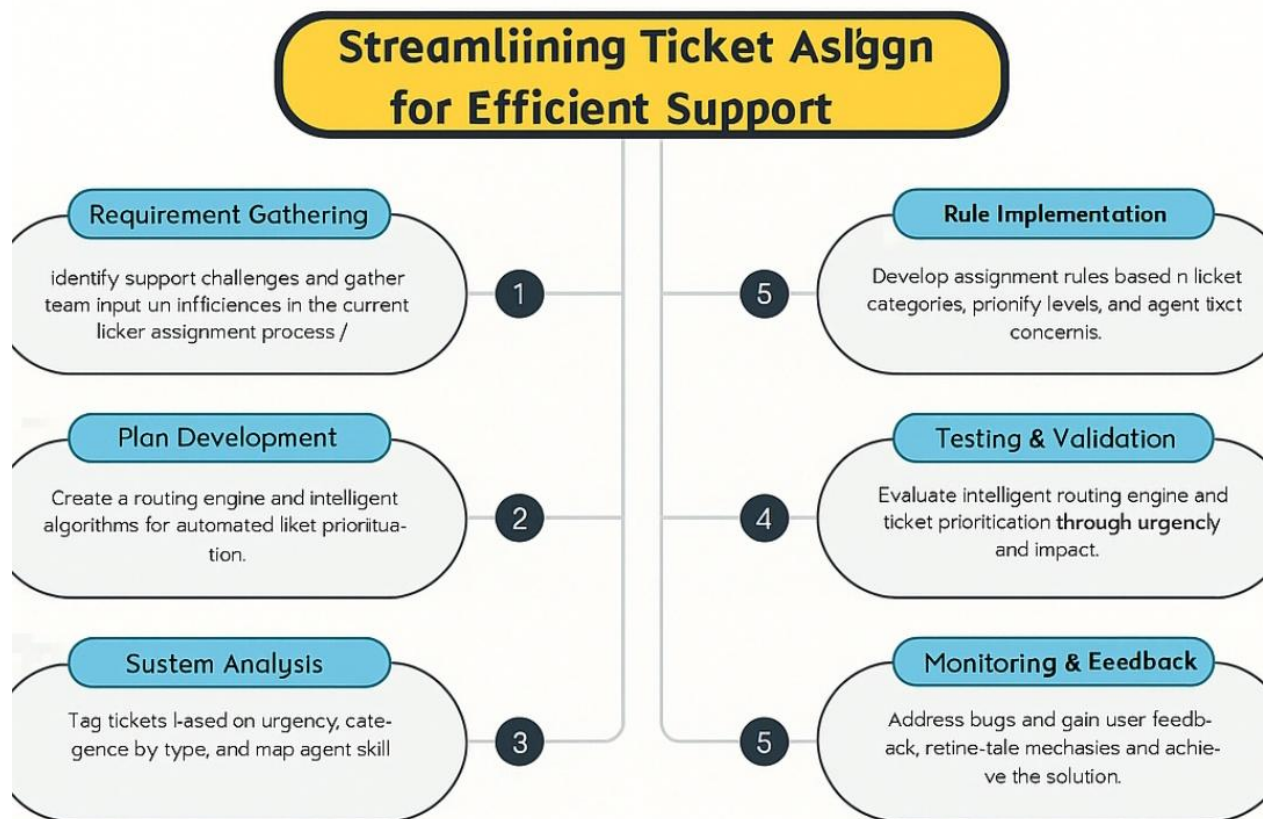 Streamliining Ticket Aslggn
for Efficient Support
Requirement Gathering
identify support challenges and gather
team input un infficiences in the current
licker assignment process /
1
Plan Development
Create a routing engine and intelligent
algorithms for automated liket prioriitua-
tion.
2
Sustem Analysis
Tag tickets l-ased on urgency, cate-
gence by type, and map agent skill
3
Rule Implementation
Develop assignment rules based n licket
categories, prionify levels, and agent tixct
concernis.
5
Testing & Validation
Evaluate intelligent routing engine and
ticket prioritication through urgencly
and impact.
4
Monitoring & Eeedback
Address bugs and gain user feedb-
ack, retine-tale mechasies and achie-
ve the solution.
5